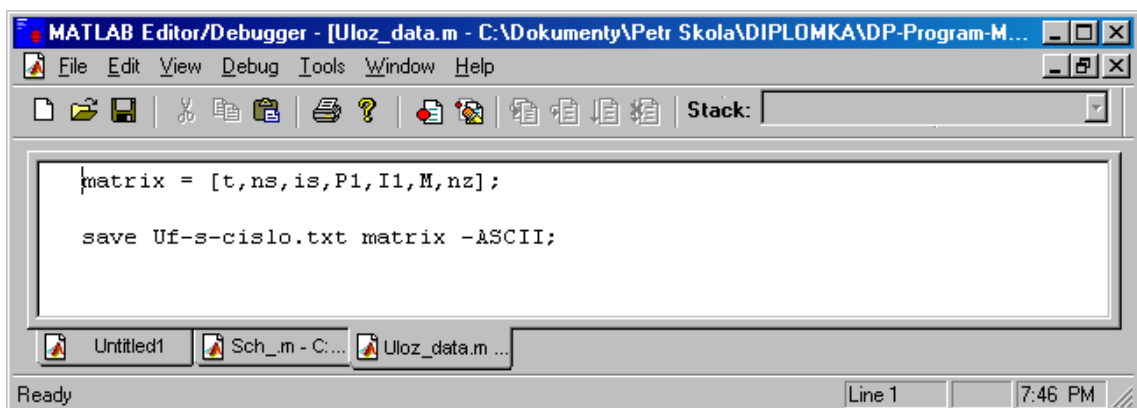 MATLAB Editor/Debugger - [Uloz_data.m - C:\Dokumenty\Petr Skola\DIPLOMKA\DP-Program-M...
File Edit View Debug Tools Window Help
Stack:
matrix = [t,ns,is,P1,I1,M,nz];
save Uf-s-cislo.txt matrix -ASCII;
Untitled1 Sch_.m - C:... Uloz_data.m ...
Ready Line 1 7:46 PM